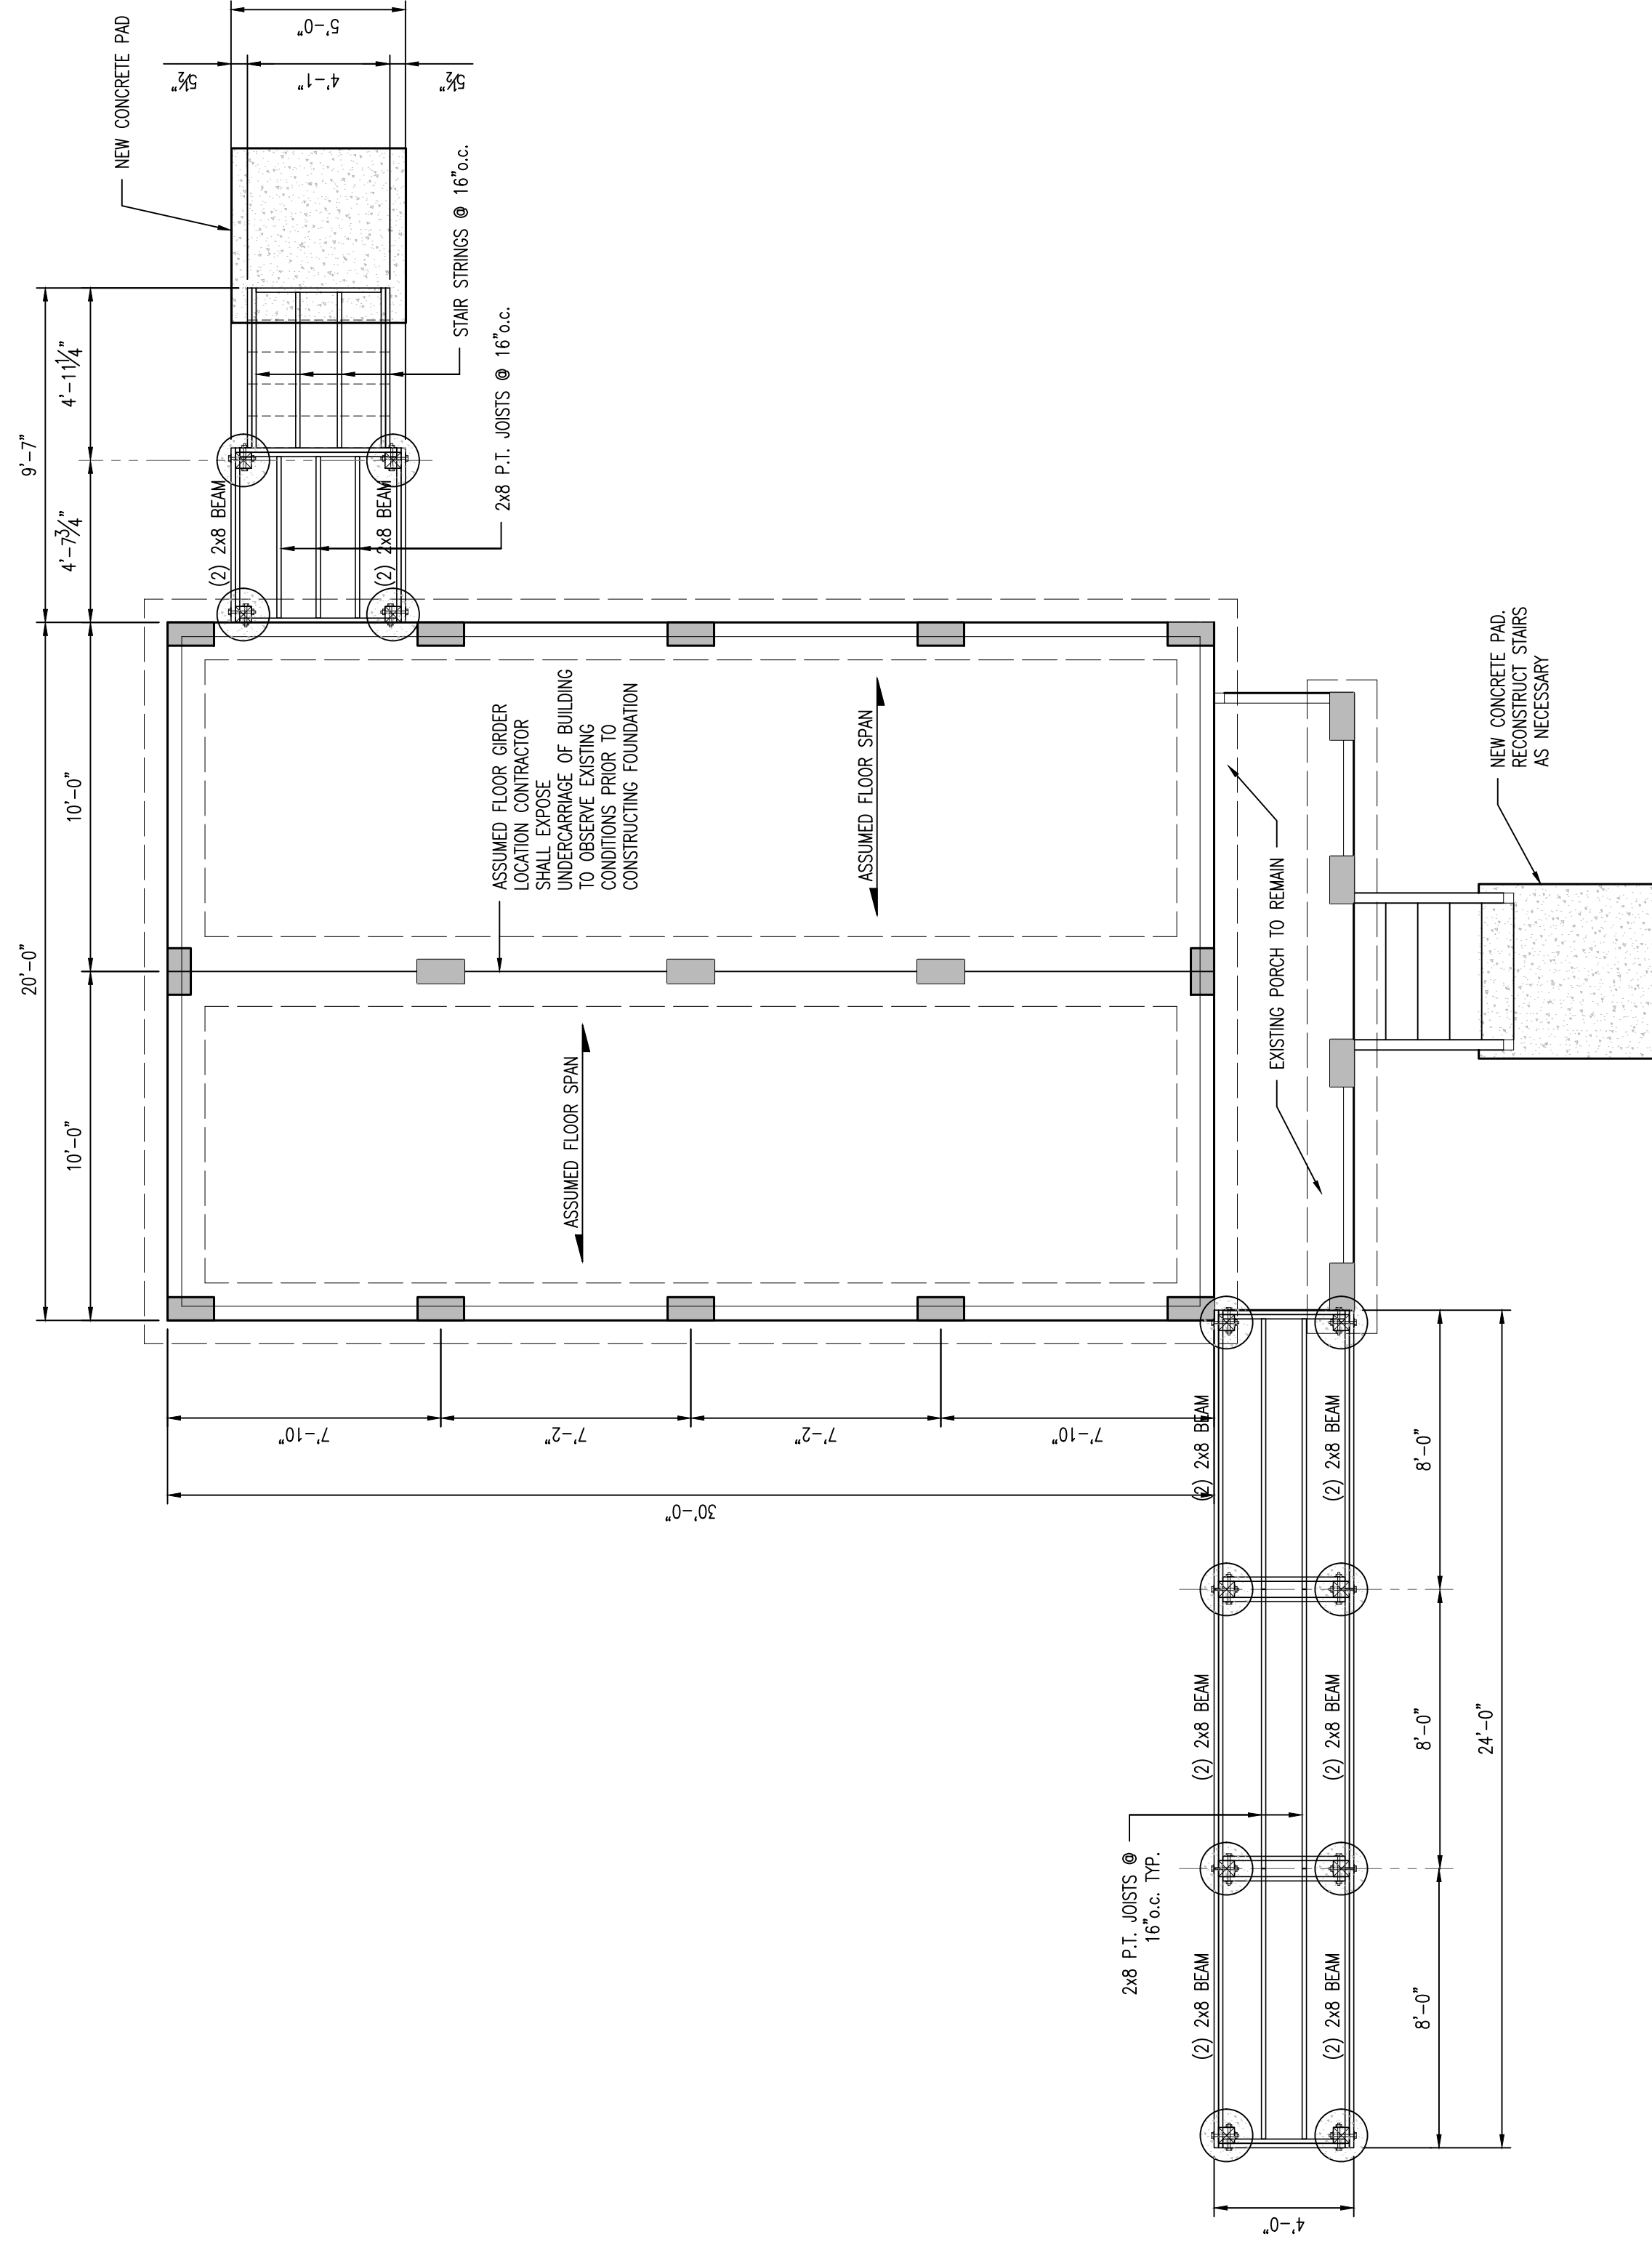 NEW CONCRETE PAD
5'-0"
5½"
4'-1"
5½"
STAIR STRINGS @ 16"o.c.
2x8 P.T. JOISTS @ 16"o.c.
9'-7"
4'-11¼"
4'-7¾"
(2) 2x8 BEAM
(2) 2x8 BEAM
20'-0"
10'-0"
10'-0"
ASSUMED FLOOR GIRDER
LOCATION CONTRACTOR
SHALL EXPOSE
UNDERCARRIAGE OF BUILDING
TO OBSERVE EXISTING
CONDITIONS PRIOR TO
CONSTRUCTING FOUNDATION
ASSUMED FLOOR SPAN
ASSUMED FLOOR SPAN
NEW CONCRETE PAD.
RECONSTRUCT STAIRS
AS NECESSARY
EXISTING PORCH TO REMAIN
7'-10"
7'-2"
7'-2"
7'-10"
30'-0"
(2) 2x8 BEAM
(2) 2x8 BEAM
8'-0"
(2) 2x8 BEAM
(2) 2x8 BEAM
8'-0"
24'-0"
2x8 P.T. JOISTS @
16"o.c. TYP.
(2) 2x8 BEAM
(2) 2x8 BEAM
8'-0"
4'-0"